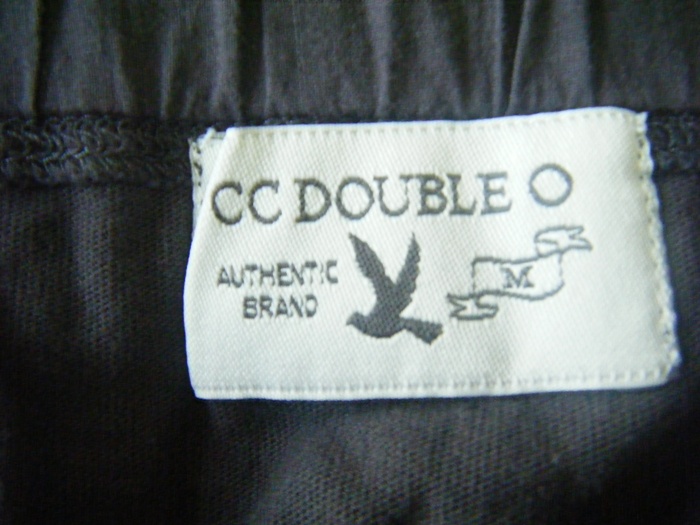 CC DOUBLE O
AUTHENTIC
BRAND
M